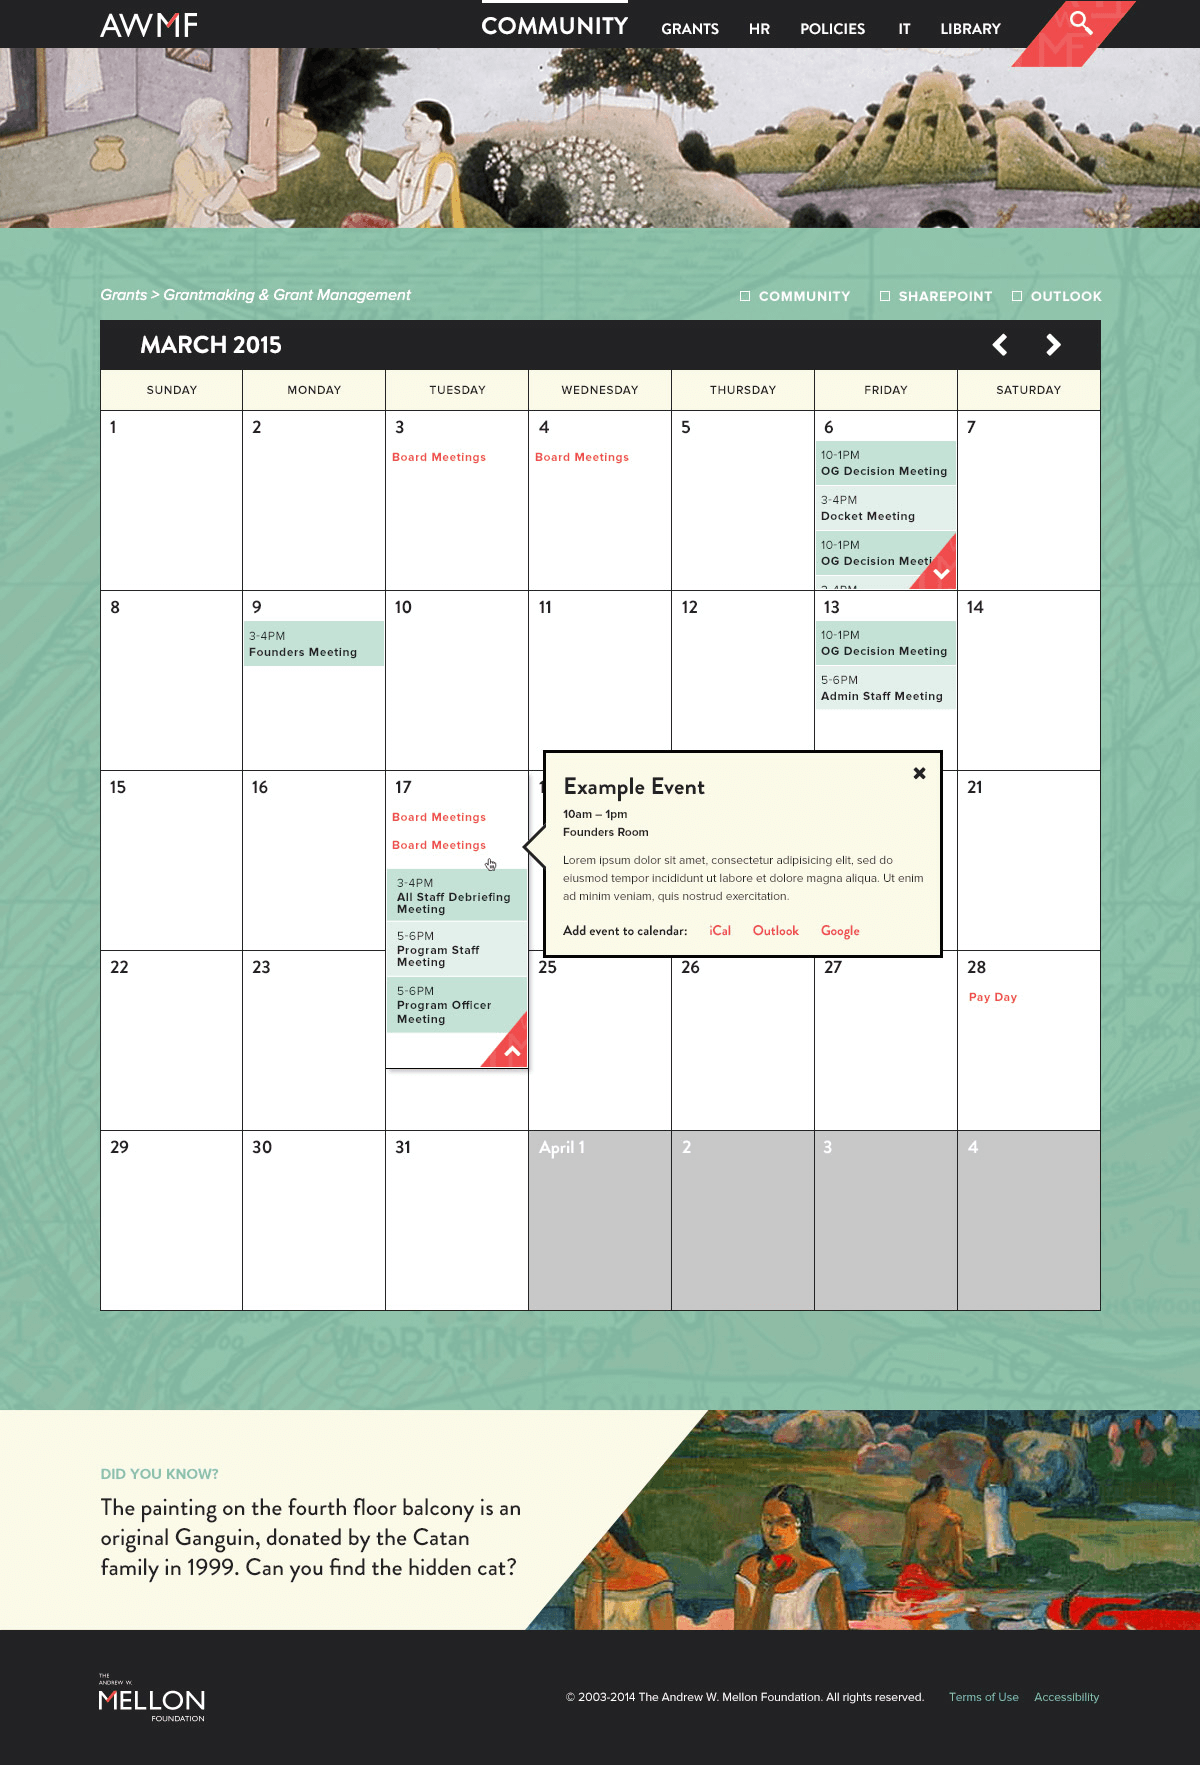 AWMF
COMMUNITY
GRANTS
HR
POLICIES
IT
LIBRARY
Grants > Grantmaking & Grant Management
COMMUNITY
SHAREPOINT
OUTLOOK
MARCH 2015
SUNDAY
MONDAY
TUESDAY
WEDNESDAY
THURSDAY
FRIDAY
SATURDAY
1
2
3
Board Meetings
4
Board Meetings
5
6
10-1PM
OG Decision Meeting
3-4PM
Docket Meeting
10-1PM
OG Decision Meeti
7
8
9
3-4PM
Founders Meeting
10
11
12
13
10-1PM
OG Decision Meeting
5-6PM
Admin Staff Meeting
14
15
16
17
Board Meetings
Board Meetings
3-4PM
All Staff Debriefing
Meeting
5-6PM
Program Staff
Meeting
5-6PM
Program Officer
Meeting
Example Event
10am – 1pm
Founders Room
Lorem ipsum dolor sit amet, consectetur adipisicing elit, sed do
eiusmod tempor incididunt ut labore et dolore magna aliqua. Ut enim
ad minim veniam, quis nostrud exercitation.
Add event to calendar: iCal Outlook Google
21
22
23
25
26
27
28
Pay Day
29
30
31
April 1
2
3
4
WORTHINGTON
DID YOU KNOW?
The painting on the fourth floor balcony is an
original Ganguin, donated by the Catan
family in 1999. Can you find the hidden cat?
THE
ANDREW W.
MELLON
FOUNDATION
© 2003-2014 The Andrew W. Mellon Foundation. All rights reserved.
Terms of Use
Accessibility